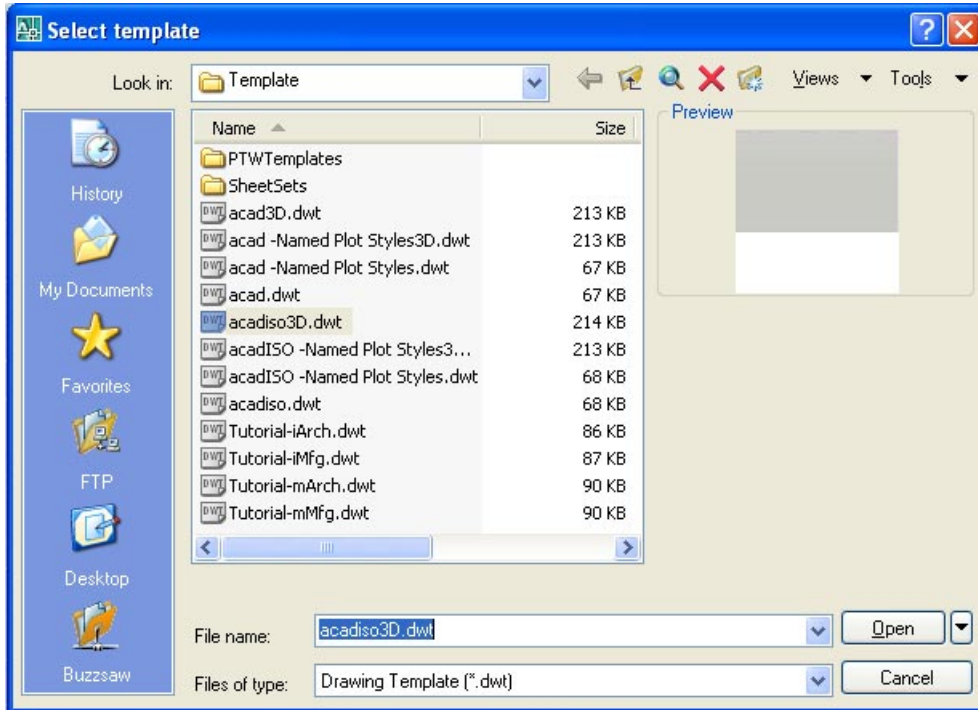 Select template
Look in: Template Views Tools
Name Size Preview
PTWTemplates
SheetSets
acad3D.dwt 213 KB
acad -Named Plot Styles3D.dwt 213 KB
acad -Named Plot Styles.dwt 67 KB
acad.dwt 67 KB
acadiso3D.dwt 214 KB
acadISO -Named Plot Styles3... 213 KB
acadISO -Named Plot Styles.dwt 68 KB
acadiso.dwt 68 KB
Tutorial-iArch.dwt 86 KB
Tutorial-iMfg.dwt 87 KB
Tutorial-mArch.dwt 90 KB
Tutorial-mMfg.dwt 90 KB
History
My Documents
Favorites
FTP
Desktop
Buzzsaw
File name: acadiso3D.dwt Open
Files of type: Drawing Template (*.dwt) Cancel